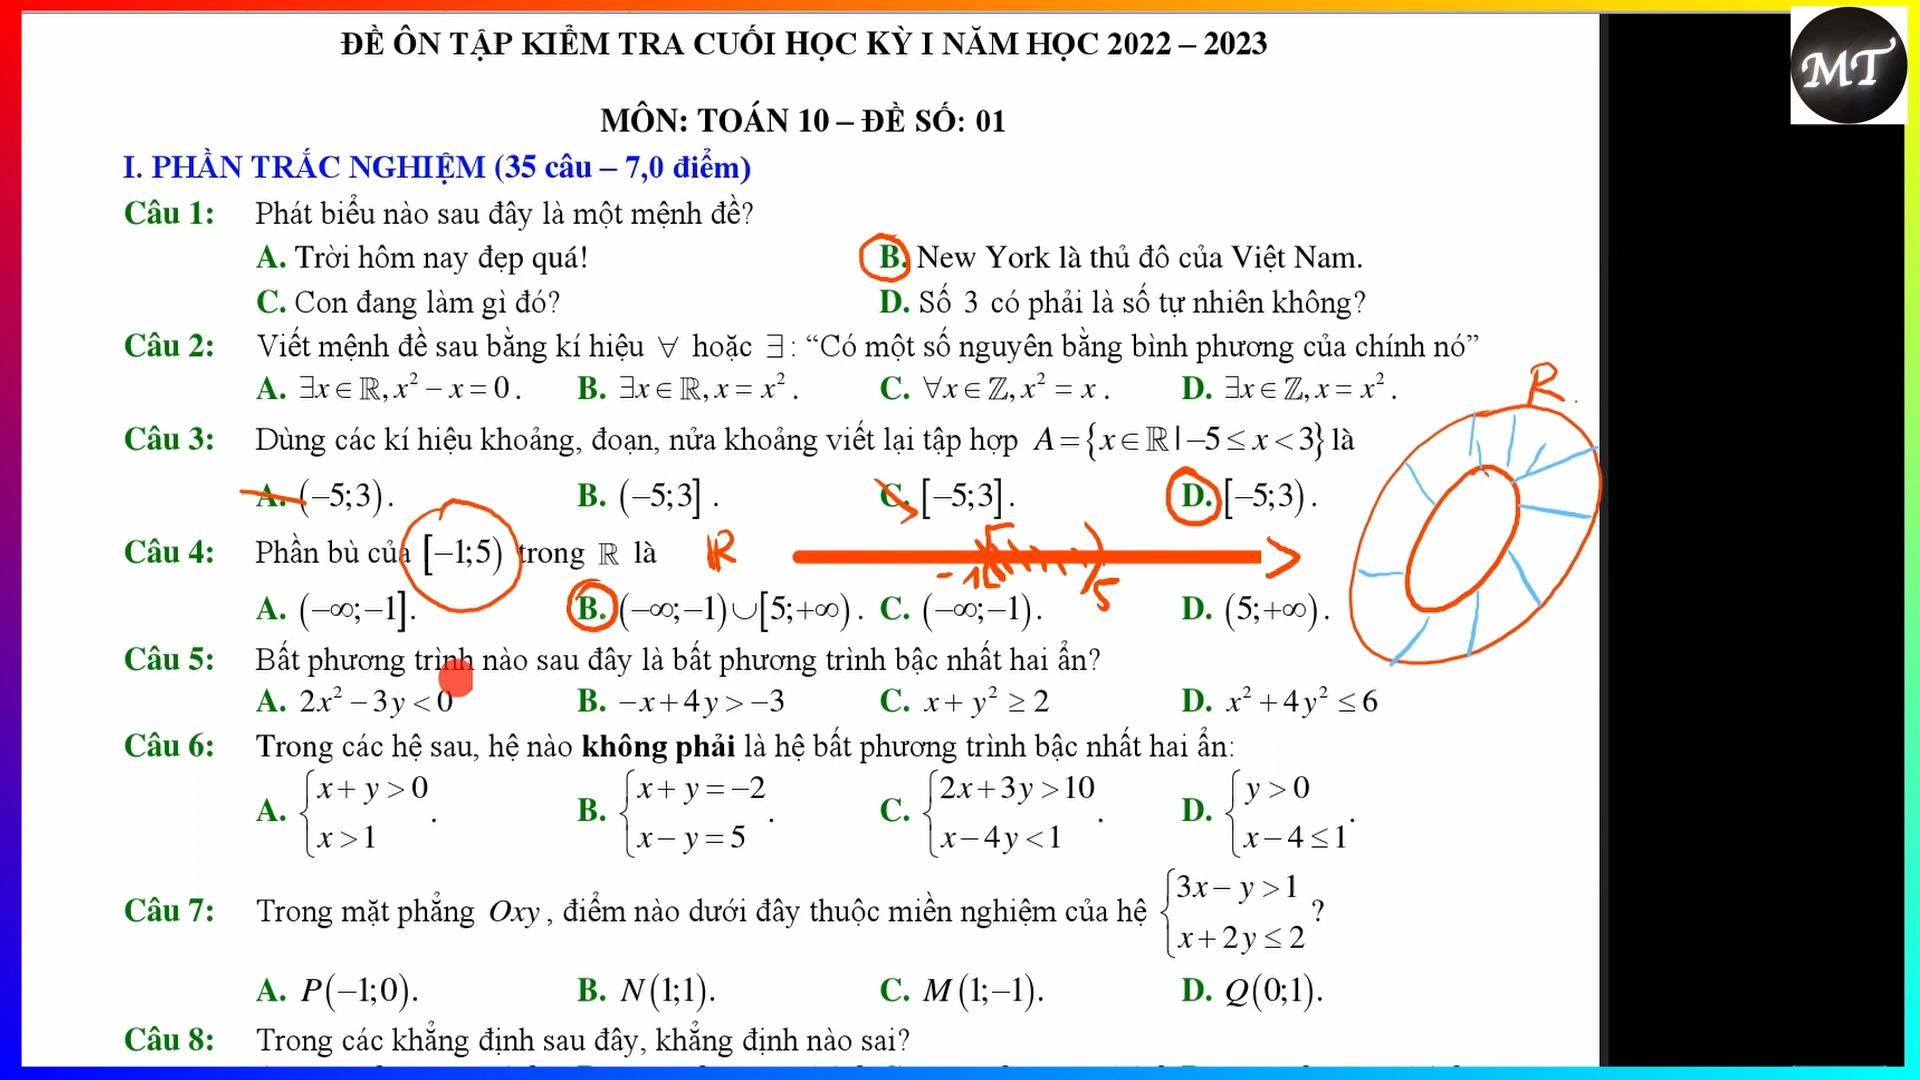 MT
ĐỀ ÔN TẬP KIỂM TRA CUỐI HỌC KỲ I NĂM HỌC 2022 – 2023
MÔN: TOÁN 10 – ĐỀ SỐ: 01
I. PHẦN TRẮC NGHIỆM (35 câu – 7,0 điểm)
Câu 1: Phát biểu nào sau đây là một mệnh đề?
A. Trời hôm nay đẹp quá! B. New York là thủ đô của Việt Nam.
C. Con đang làm gì đó? D. Số 3 có phải là số tự nhiên không?
Câu 2: Viết mệnh đề sau bằng kí hiệu ∀ hoặc ∃ : “Có một số nguyên bằng bình phương của chính nó”
A. ∃x ∈ ℝ, x² − x = 0 . B. ∃x ∈ ℝ, x = x² . C. ∀x ∈ ℤ, x² = x . D. ∃x ∈ ℤ, x = x² .
R
Câu 3: Dùng các kí hiệu khoảng, đoạn, nửa khoảng viết lại tập hợp A = {x ∈ ℝ | −5 ≤ x < 3} là
A. (−5;3). B. (−5;3] . C. [−5;3]. D. [−5;3).
Câu 4: Phần bù của [−1;5) trong ℝ là R
-1 5
A. (−∞;−1]. B. (−∞;−1)∪[5;+∞). C. (−∞;−1). D. (5;+∞).
Câu 5: Bất phương trình nào sau đây là bất phương trình bậc nhất hai ẩn?
A. 2x² − 3y < 0 B. −x + 4y > −3 C. x + y² ≥ 2 D. x² + 4y² ≤ 6
Câu 6: Trong các hệ sau, hệ nào không phải là hệ bất phương trình bậc nhất hai ẩn:
A. {x + y > 0 . B. {x + y = −2 . C. {2x + 3y > 10 . D. {y > 0 .
x > 1 x − y = 5 x − 4y < 1 x − 4 ≤ 1
Câu 7: Trong mặt phẳng Oxy, điểm nào dưới đây thuộc miền nghiệm của hệ {3x − y > 1 ?
x + 2y ≤ 2
A. P(−1;0). B. N(1;1). C. M(1;−1). D. Q(0;1).
Câu 8: Trong các khẳng định sau đây, khẳng định nào sai?